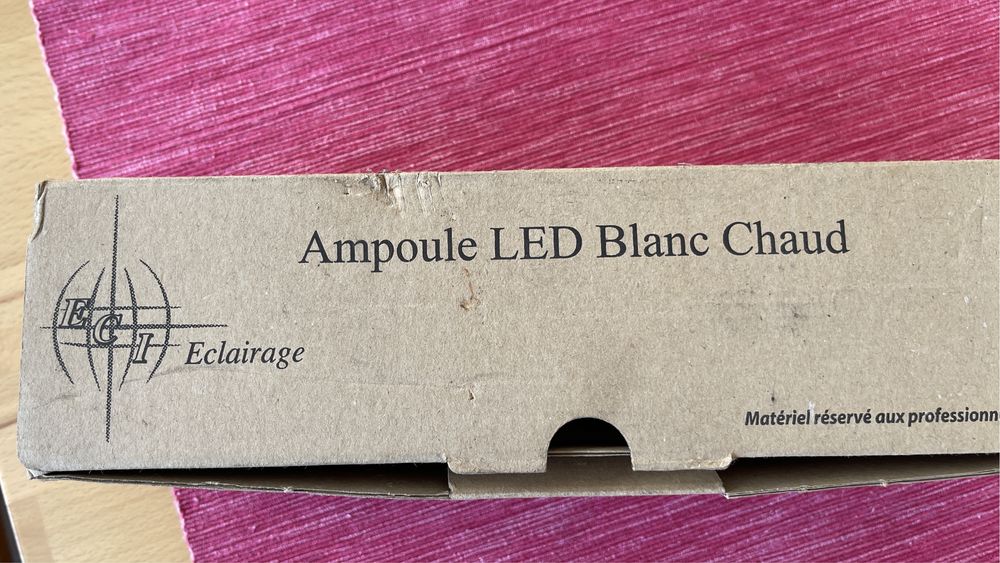 Ampoule LED Blanc Chaud
ECI
Eclairage
Matériel réservé aux professionn